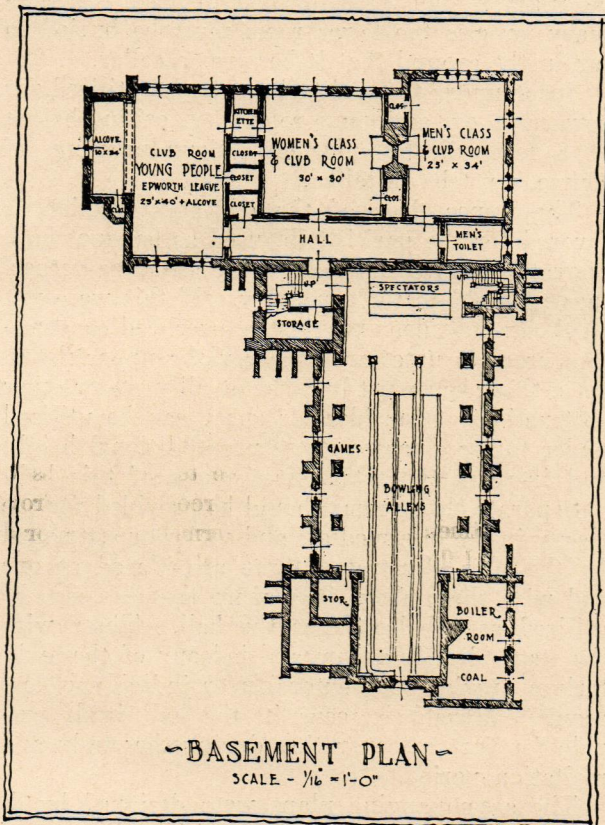 ALCOVE
10 X 24'
CLUB ROOM
YOUNG PEOPLE
EPWORTH LEAGUE
25' X 40' + ALCOVE
KITCHEN
ETTE
CLOSET
CLOSET
CLOSET
WOMEN'S CLASS
& CLUB ROOM
30' X 30'
CLOS
CLOS
MEN'S CLASS
& CLUB ROOM
25' X 34'
HALL
MEN'S
TOILET
UP
STORAGE
SPECTATORS
UP
GAMES
BOWLING
ALLEYS
STOR
BOILER
ROOM
COAL
~BASEMENT PLAN~
SCALE - 1/16" = 1'-0"